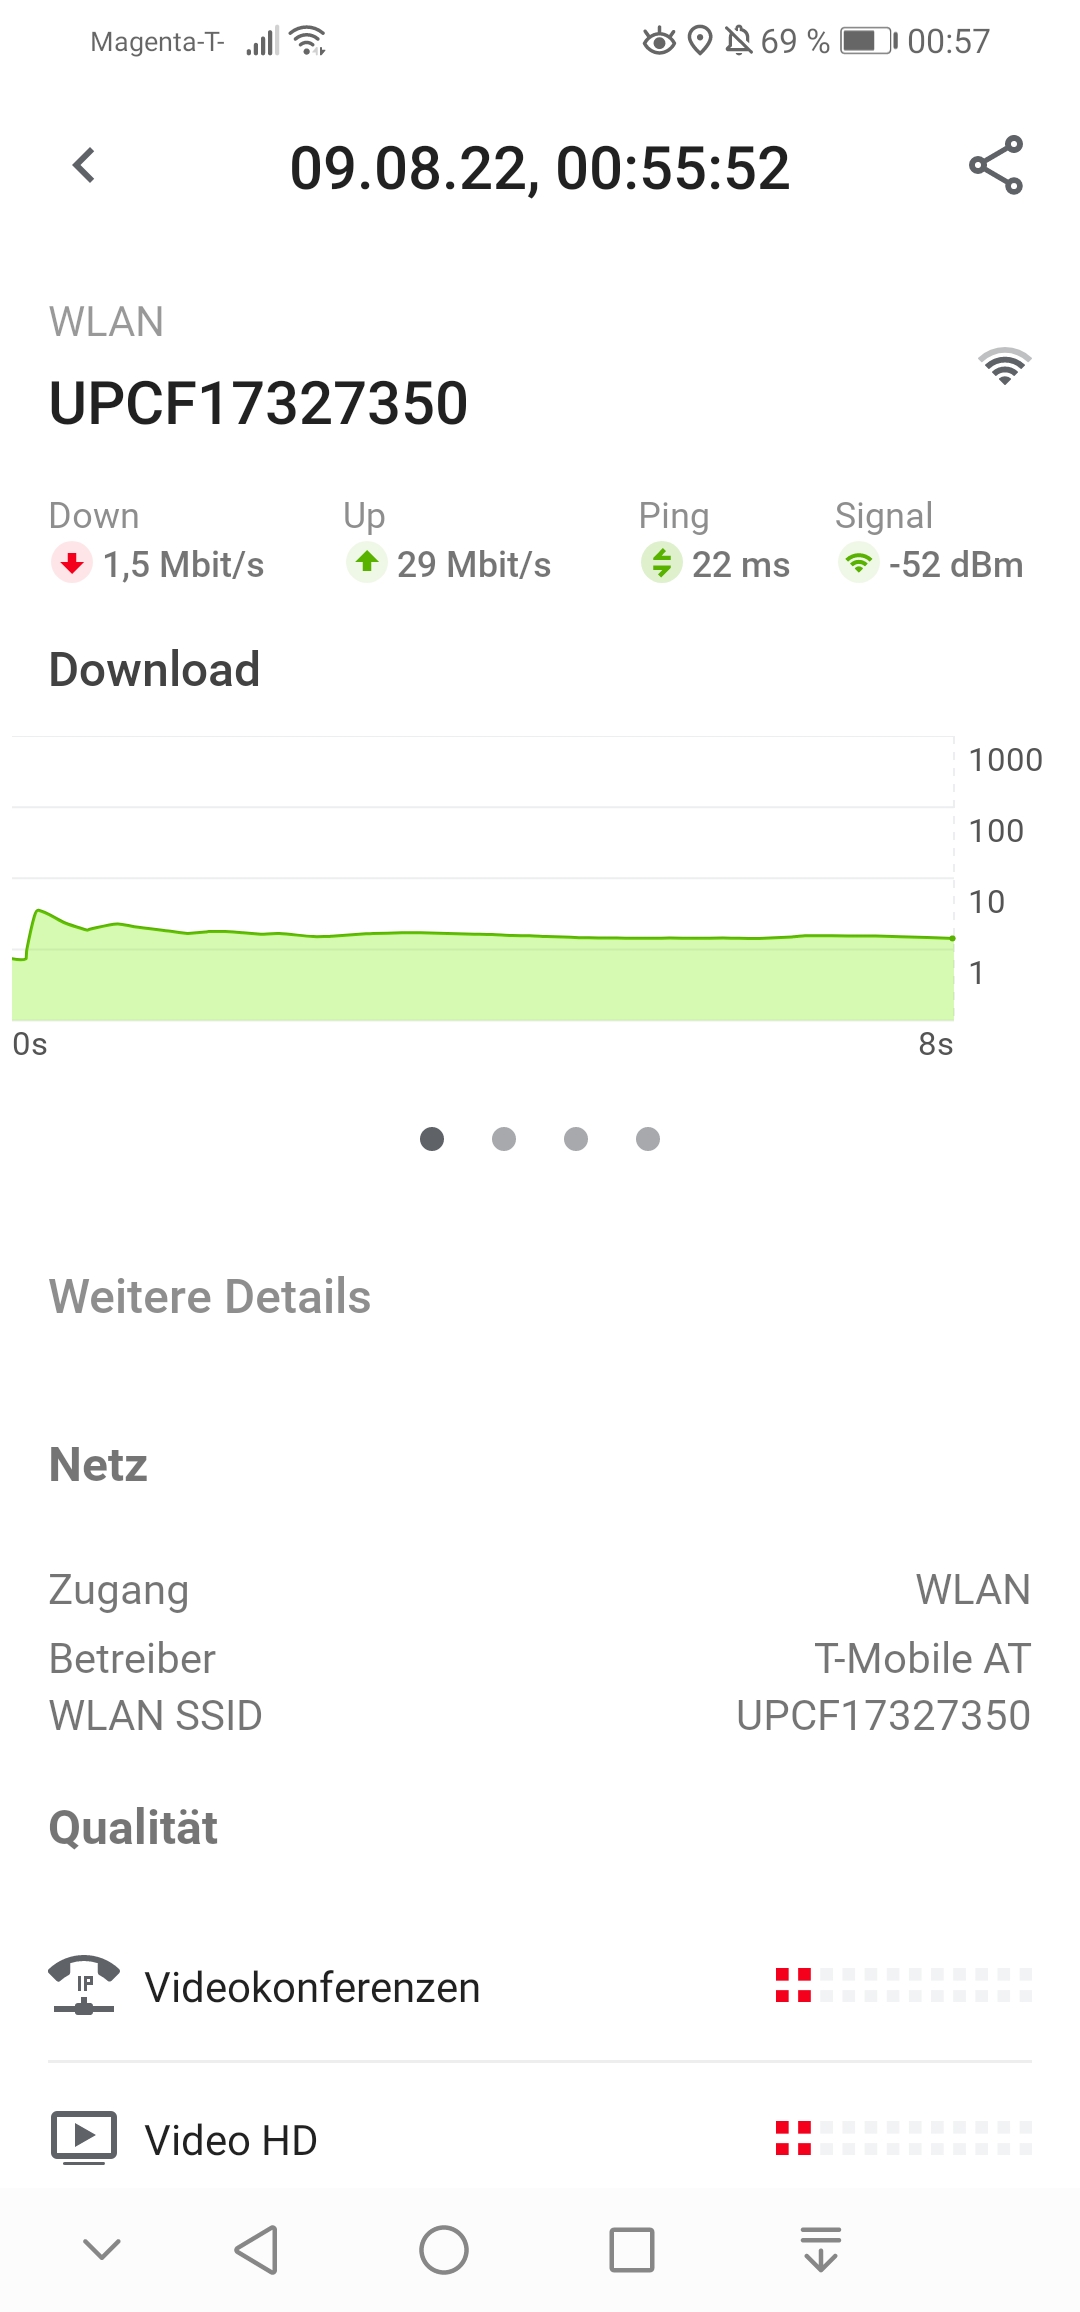 Magenta-T- 69 % 00:57
09.08.22, 00:55:52
WLAN
UPCF17327350
Down Up Ping Signal
1,5 Mbit/s 29 Mbit/s 22 ms -52 dBm
Download
1000
100
10
1
0s 8s
Weitere Details
Netz
Zugang WLAN
Betreiber T-Mobile AT
WLAN SSID UPCF17327350
Qualität
IP Videokonferenzen
Video HD